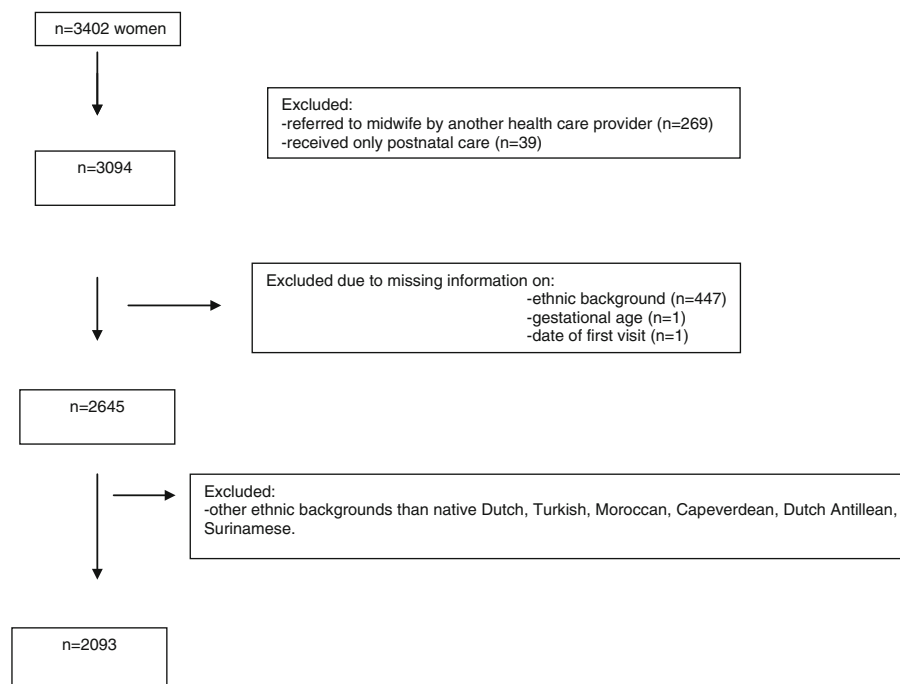 n=3402 women
Excluded:
-referred to midwife by another health care provider (n=269)
-received only postnatal care (n=39)
n=3094
Excluded due to missing information on:
-ethnic background (n=447)
-gestational age (n=1)
-date of first visit (n=1)
n=2645
Excluded:
-other ethnic backgrounds than native Dutch, Turkish, Moroccan, Capeverdean, Dutch Antillean,
Surinamese.
n=2093